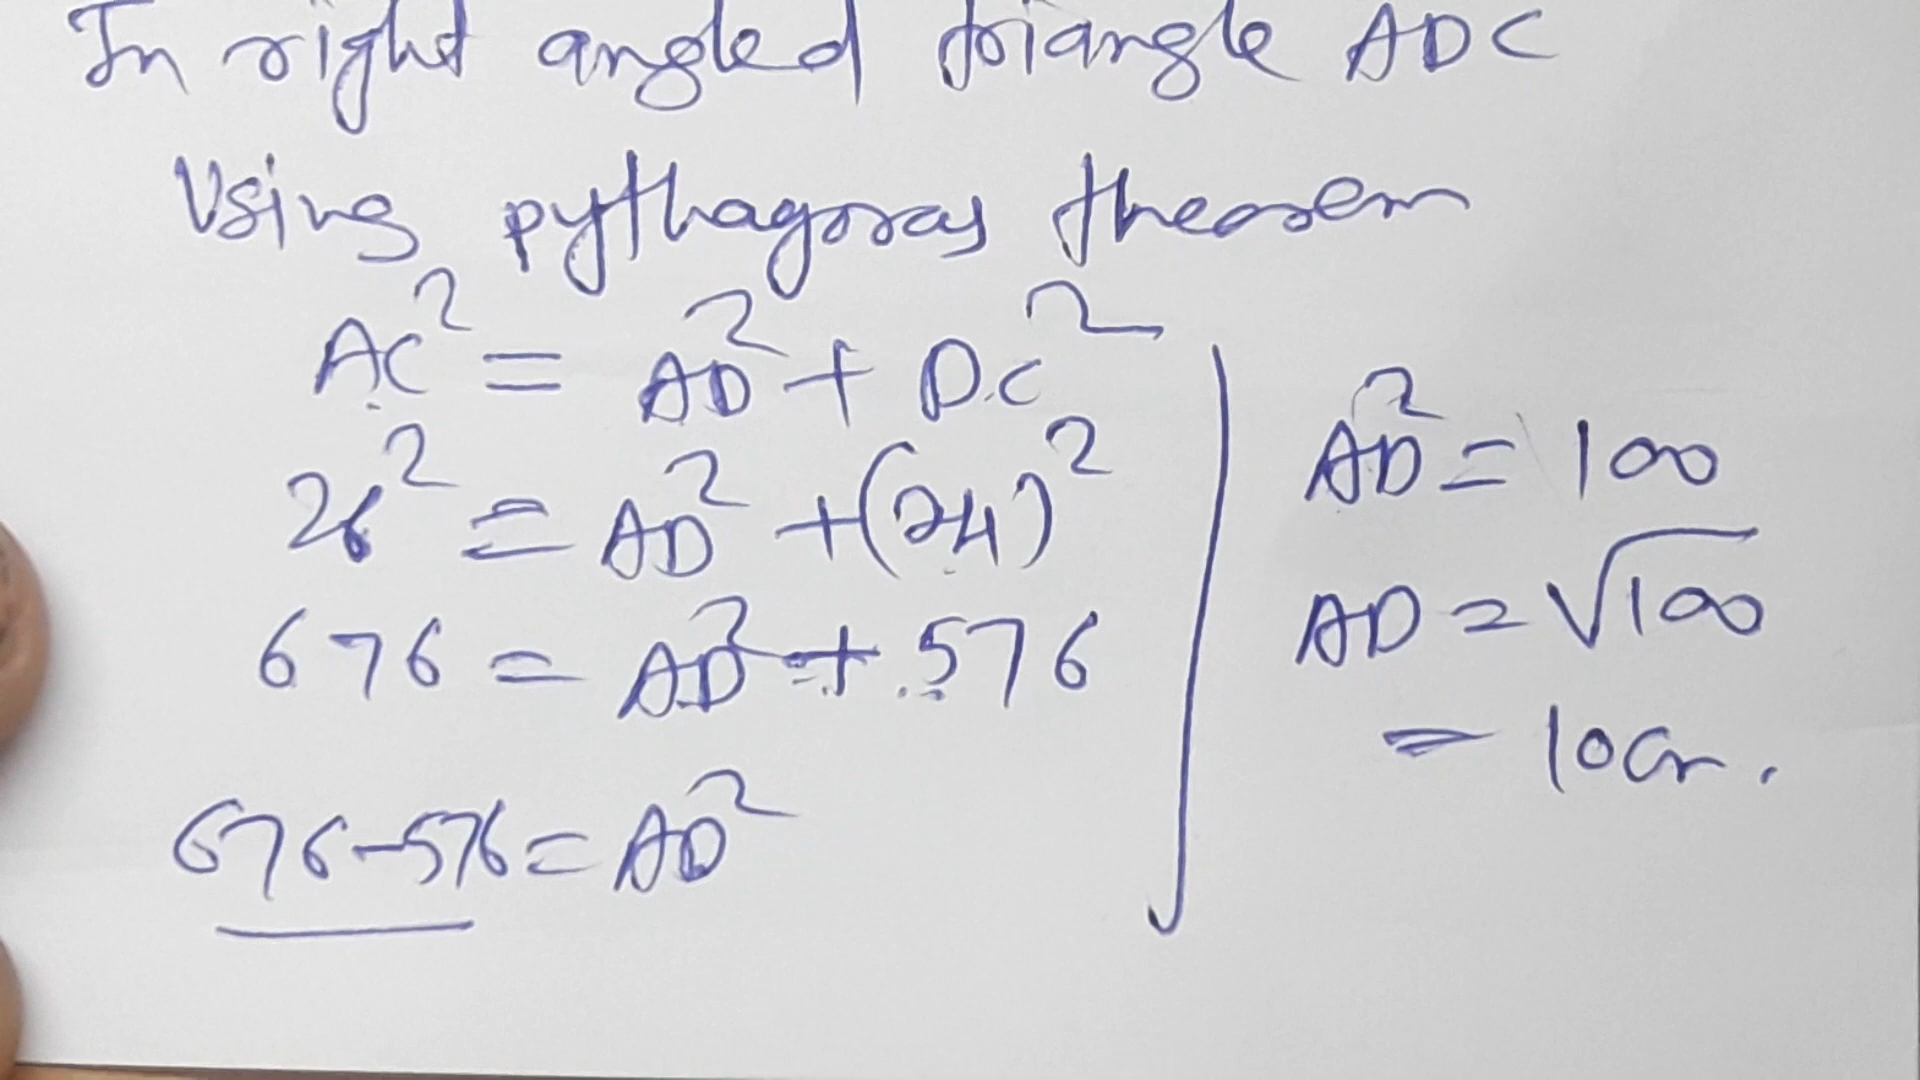 In right angled triangle ADC
Using pythagoras theorem
AC² = AD² + DC²
26² = AD² + (24)²
676 = AD² + 576
676-576 = AD²
AD² = 100
AD = √100
= 10cm.